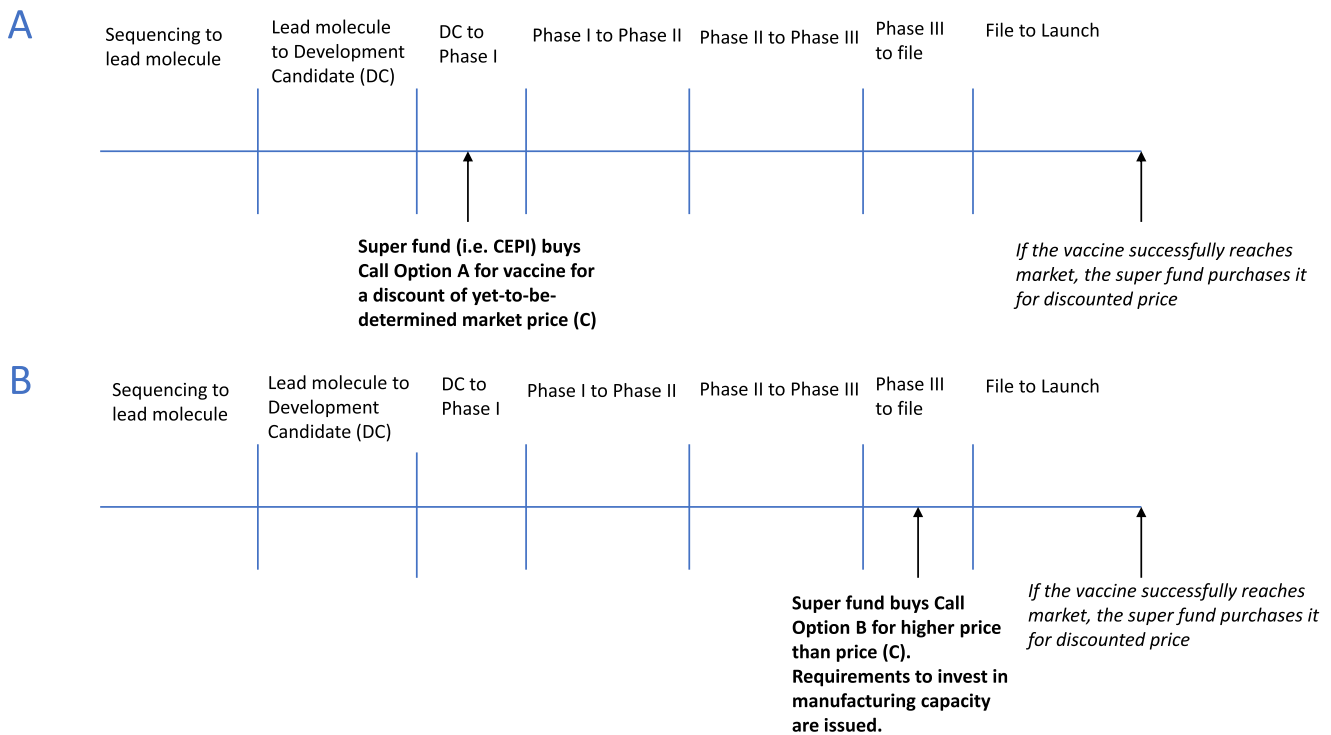 A
Sequencing to
lead molecule
Lead molecule
to Development
Candidate (DC)
DC to
Phase I
Phase I to Phase II
Phase II to Phase III
Phase III
to file
File to Launch
Super fund (i.e. CEPI) buys
Call Option A for vaccine for
a discount of yet-to-be-
determined market price (C)
If the vaccine successfully reaches
market, the super fund purchases it
for discounted price
B
Sequencing to
lead molecule
Lead molecule to
Development
Candidate (DC)
DC to
Phase I
Phase I to Phase II
Phase II to Phase III
Phase III
to file
File to Launch
Super fund buys Call
Option B for higher price
than price (C).
Requirements to invest in
manufacturing capacity
are issued.
If the vaccine successfully reaches
market, the super fund purchases it
for discounted price